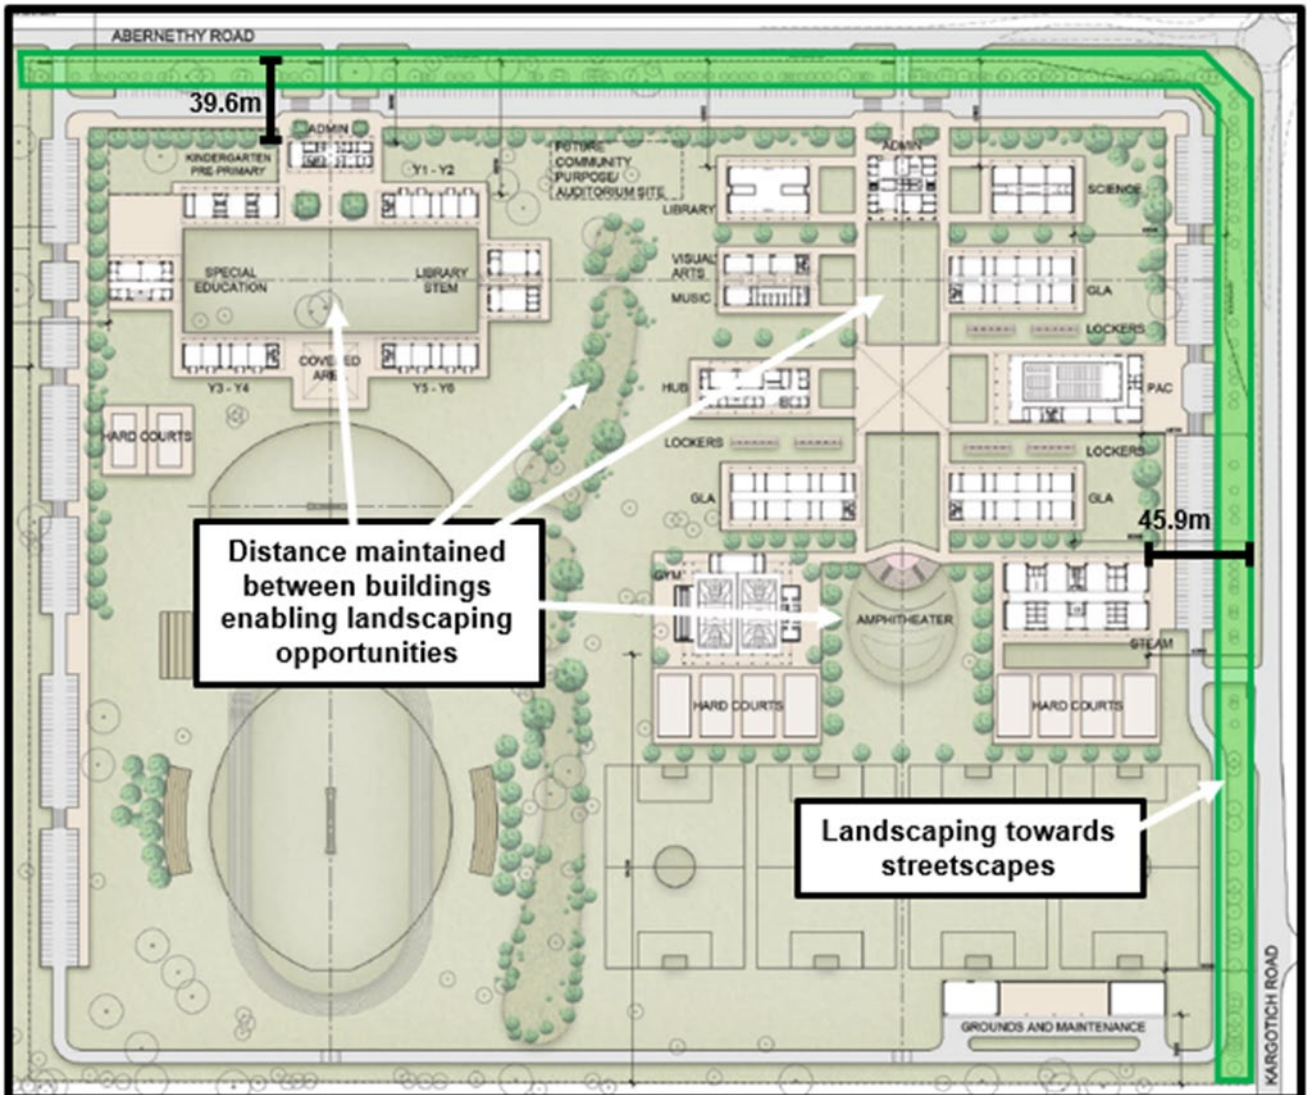 ABERNETHY ROAD
39.6m
ADMIN
KINDERGARTEN
PRE-PRIMARY
Y1 - Y2
FUTURE
COMMUNITY
PURPOSE/
AUDITORIUM SITE
ADMIN
LIBRARY
SCIENCE
SPECIAL
EDUCATION
LIBRARY
STEM
VISUAL
ARTS
MUSIC
GLA
LOCKERS
COVERED
AREA
Y3 - Y4
Y5 - Y6
HUB
PAC
HARD COURTS
LOCKERS
LOCKERS
GLA
GLA
45.9m
Distance maintained
between buildings
enabling landscaping
opportunities
GYM
AMPHITHEATER
STEAM
HARD COURTS
HARD COURTS
Landscaping towards
streetscapes
GROUNDS AND MAINTENANCE
KARGOTICH ROAD